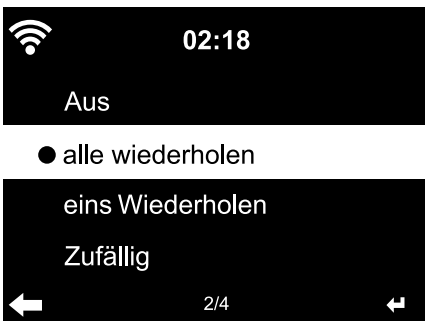 02:18
Aus
alle wiederholen
eins Wiederholen
Zufällig
2/4